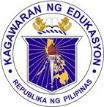 KAGAWARAN NG EDUKASYON
REPUBLIKA NG PILIPINAS